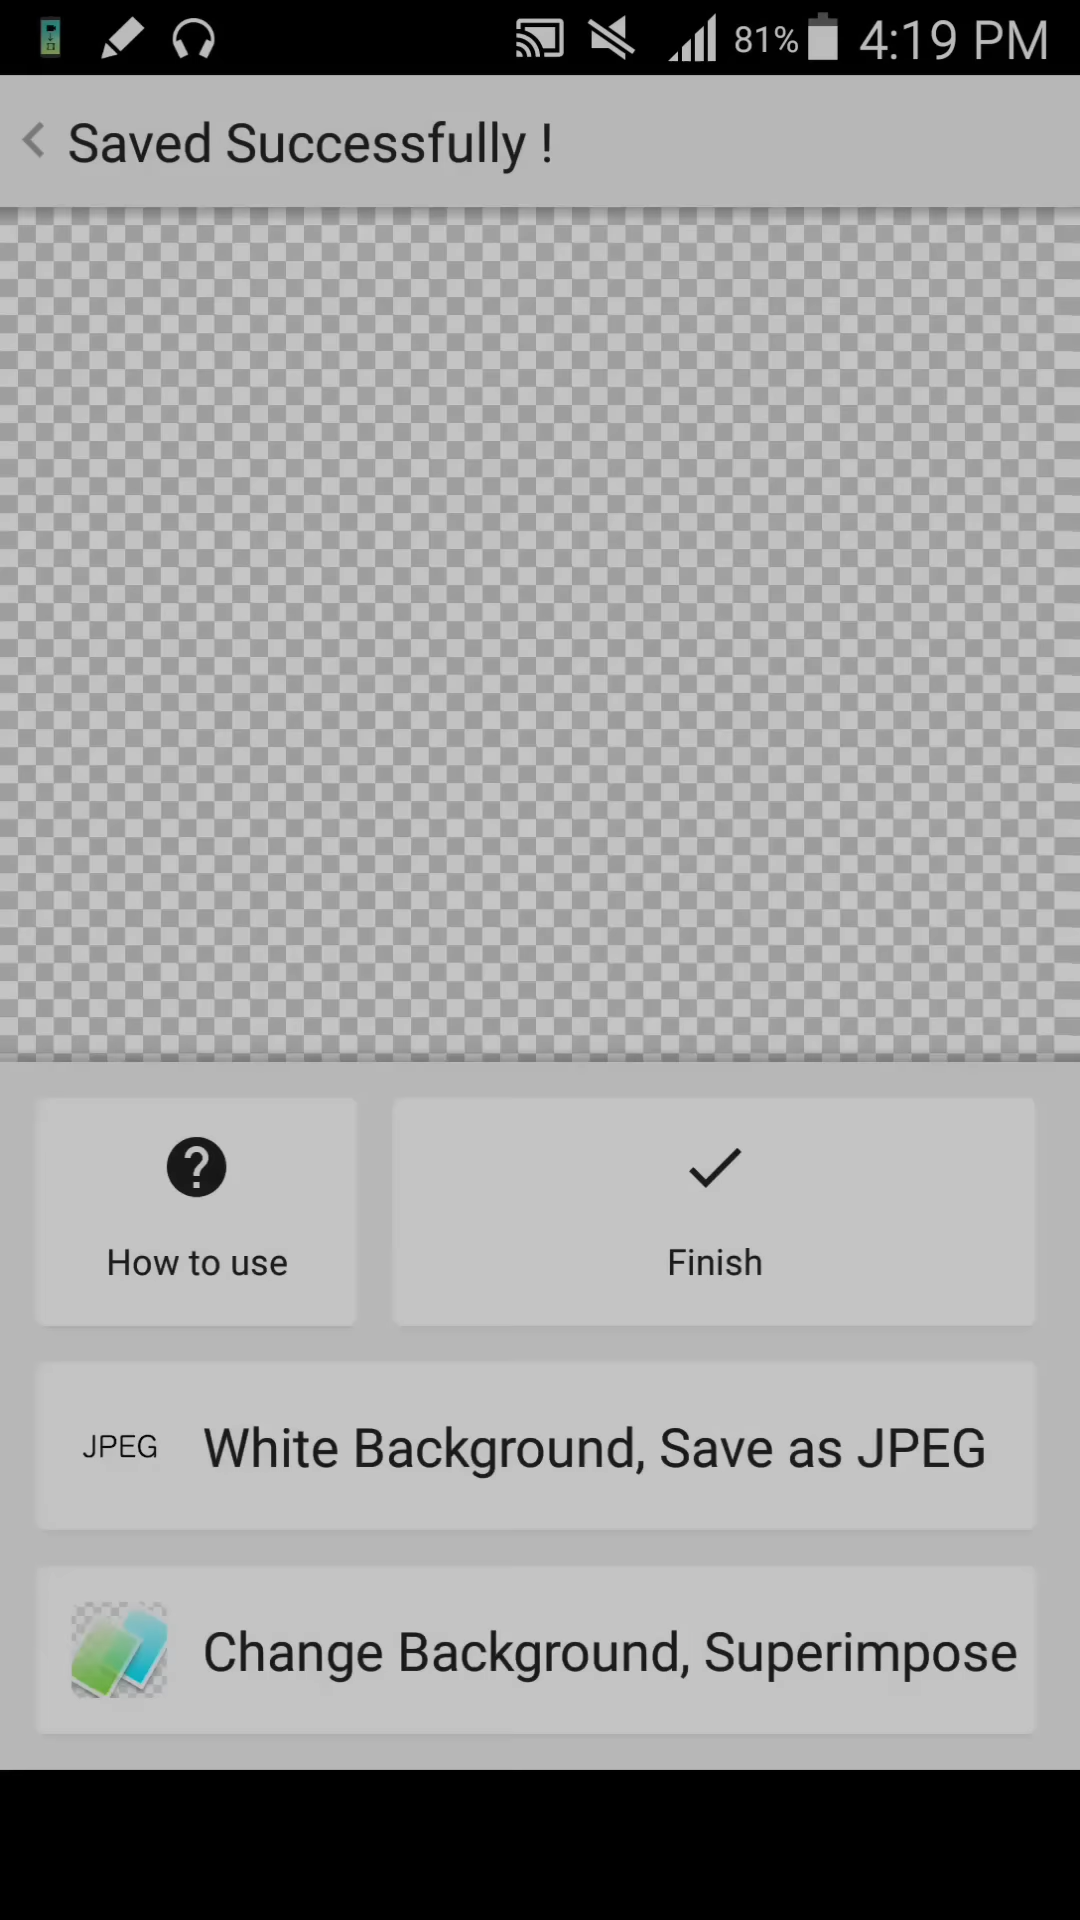 81% 4:19 PM
Saved Successfully !
How to use
Finish
JPEG White Background, Save as JPEG
Change Background, Superimpose